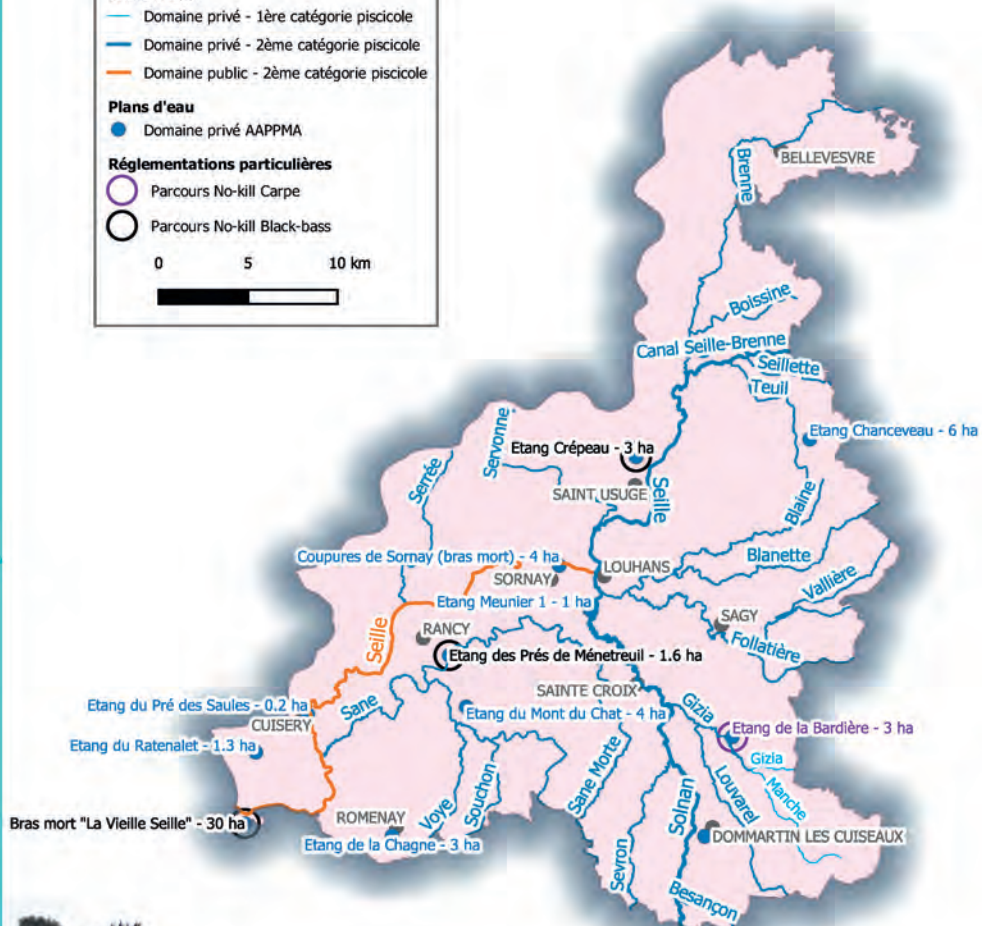 Domaine privé - 1ère catégorie piscicole
Domaine privé - 2ème catégorie piscicole
Domaine public - 2ème catégorie piscicole
Plans d'eau
Domaine privé AAPPMA
Réglementations particulières
Parcours No-kill Carpe
Parcours No-kill Black-bass
0 5 10 km
BELLEVESVRE
Brenne
Boissine
Canal Seille-Brenne
Seillette
Teuil
Etang Chanceveau - 6 ha
Servonne
Etang Crépeau - 3 ha
Serrée
SAINT USUGE
Seille
Blaine
Coupures de Sornay (bras mort) - 4 ha
Blanette
SORNAY
LOUHANS
Vallière
Etang Meunier 1 - 1 ha
SAGY
RANCY
Seille
Follatière
Etang des Prés de Ménetreuil - 1.6 ha
SAINTE CROIX
Etang du Pré des Saules - 0.2 ha
Sane
Etang du Mont du Chat - 4 ha
Gizia
CUISERY
Etang de la Bardière - 3 ha
Etang du Ratenalet - 1.3 ha
Gizia
Sane Morte
Manche
Louvarel
Souchon
Voye
Solnan
Bras mort "La Vieille Seille" - 30 ha
ROMENAY
DOMMARTIN LES CUISEAUX
Etang de la Chagne - 3 ha
Sevron
Besançon